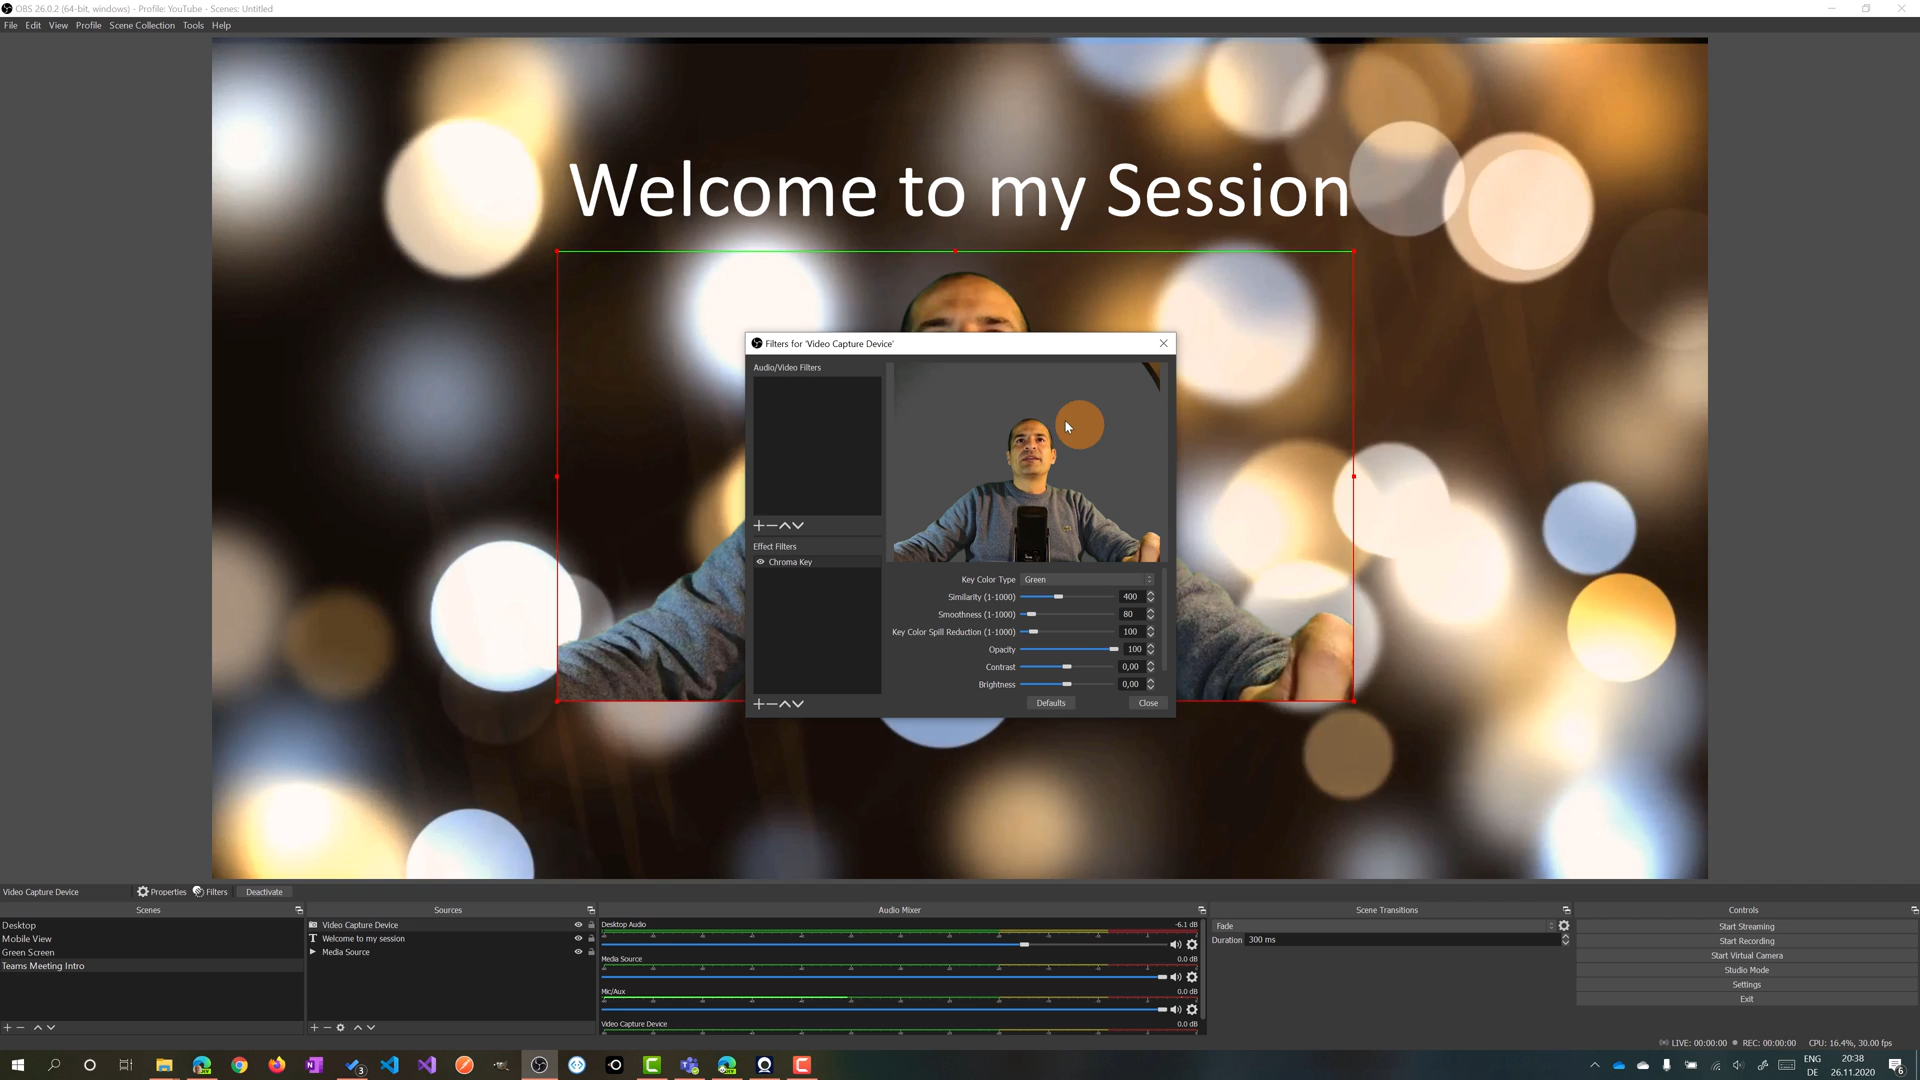 OBS 26.0.2 (64-bit, windows) - Profile: YouTube - Scenes: Untitled
File Edit View Profile Scene Collection Tools Help
Welcome to my Session
Filters for 'Video Capture Device'
Audio/Video Filters
Effect Filters
Chroma Key
Key Color Type Green
Similarity (1-1000) 400
Smoothness (1-1000) 80
Key Color Spill Reduction (1-1000) 100
Opacity 100
Contrast 0,00
Brightness 0,00
Defaults Close
Video Capture Device Properties Filters Deactivate
Scenes Sources Audio Mixer Scene Transitions Controls
Desktop
Mobile View
Green Screen
Teams Meeting Intro
Video Capture Device
Welcome to my session
Media Source
Desktop Audio -6.1 dB
Media Source 0.0 dB
Mic/Aux 0.0 dB
Video Capture Device 0.0 dB
Fade
Duration 300 ms
Start Streaming
Start Recording
Start Virtual Camera
Studio Mode
Settings
Exit
LIVE: 00:00:00 REC: 00:00:00 CPU: 16.4%, 30.00 fps
3
ENG
DE
20:38
26.11.2020
6